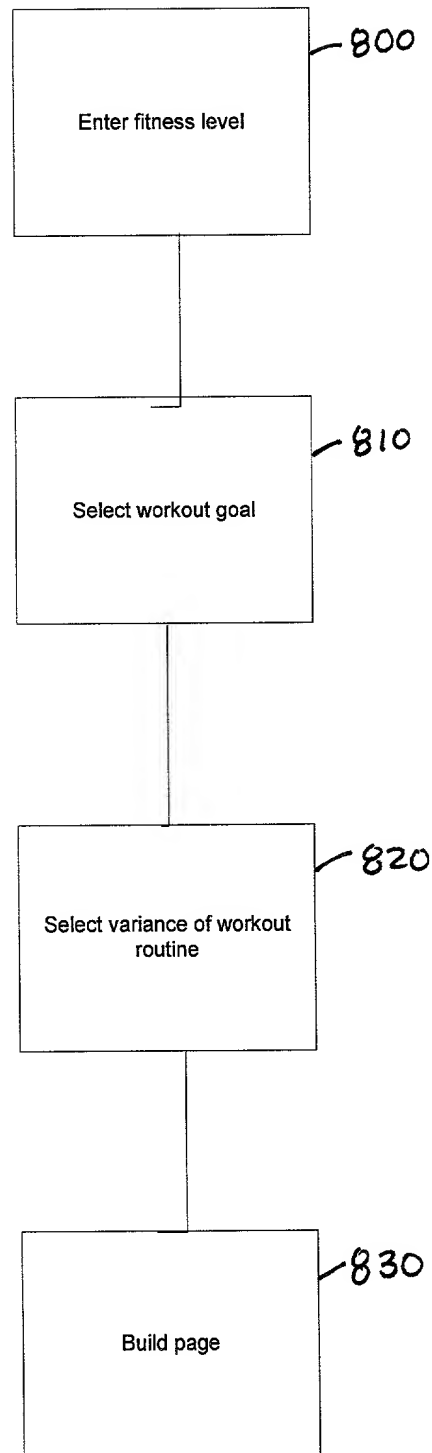 800
Enter fitness level
810
Select workout goal
820
Select variance of workout
routine
830
Build page